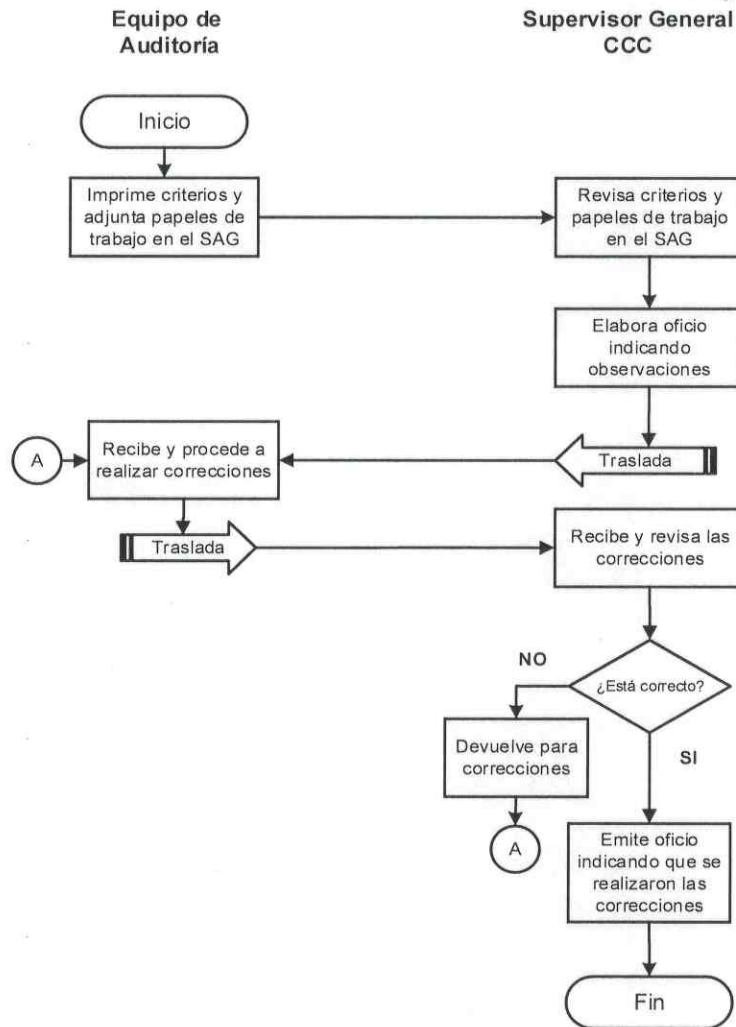 Equipo de
Auditoría
Supervisor General
CCC
Inicio
Imprime criterios y
adjunta papeles de
trabajo en el SAG
Revisa criterios y
papeles de trabajo
en el SAG
Elabora oficio
indicando
observaciones
A
Recibe y procede a
realizar correcciones
Traslada
Traslada
Recibe y revisa las
correcciones
¿Está correcto?
NO
Devuelve para
correcciones
SI
A
Emite oficio
indicando que se
realizaron las
correcciones
Fin